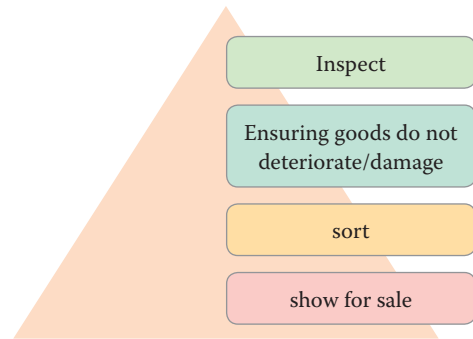 Inspect
Ensuring goods do not
deteriorate/damage
sort
show for sale